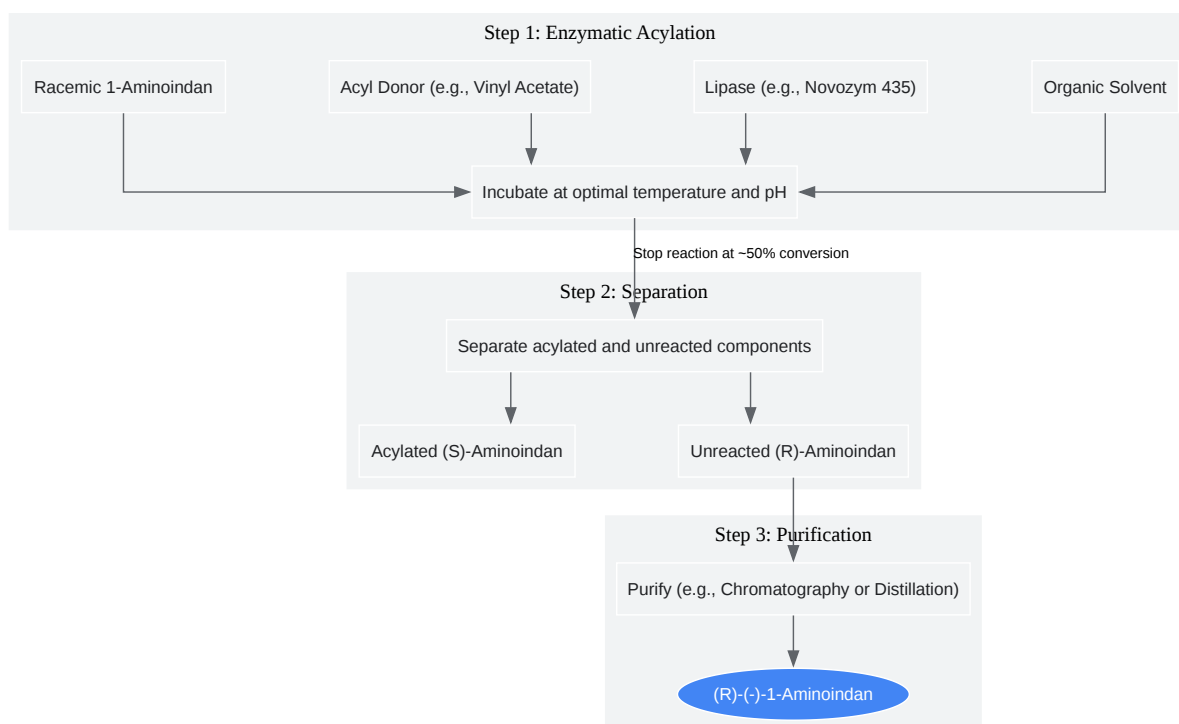 Step 1: Enzymatic Acylation
Racemic 1-Aminoindan
Acyl Donor (e.g., Vinyl Acetate)
Lipase (e.g., Novozym 435)
Organic Solvent
Incubate at optimal temperature and pH
Stop reaction at ~50% conversion
Step 2: Separation
Separate acylated and unreacted components
Acylated (S)-Aminoindan
Unreacted (R)-Aminoindan
Step 3: Purification
Purify (e.g., Chromatography or Distillation)
(R)-(-)-1-Aminoindan